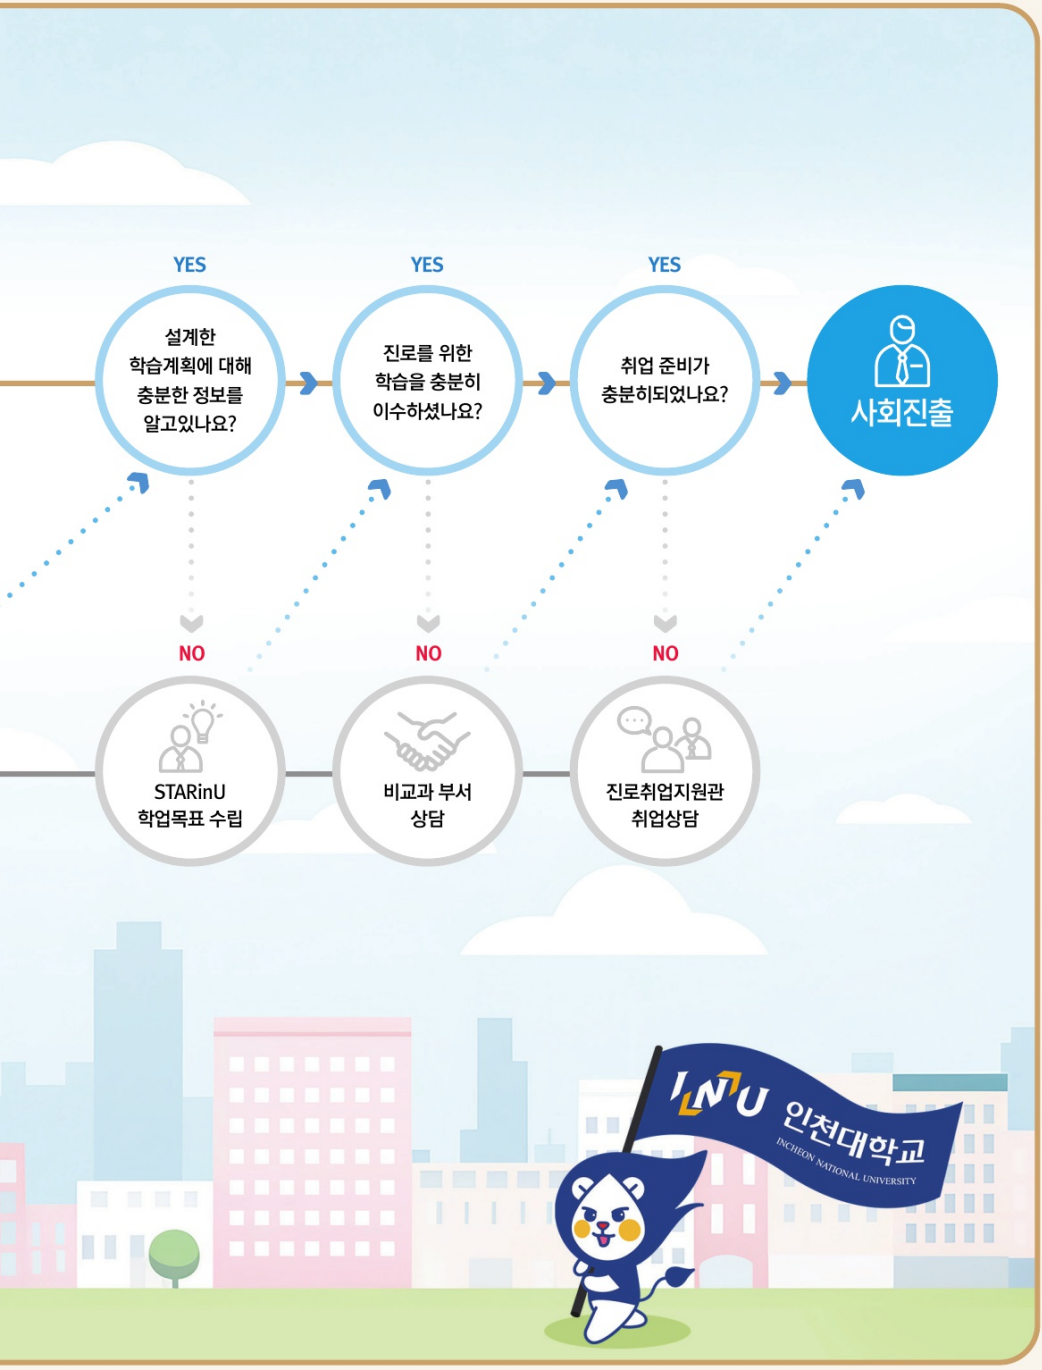 YES
YES
YES
설계한
학습계획에 대해
충분한 정보를
알고있나요?
진로를 위한
학습을 충분히
이수하셨나요?
취업 준비가
충분히되었나요?
사회진출
NO
NO
NO
STARinU
학업목표 수립
비교과 부서
상담
진로취업지원관
취업상담
INU 인천대학교
INCHEON NATIONAL UNIVERSITY